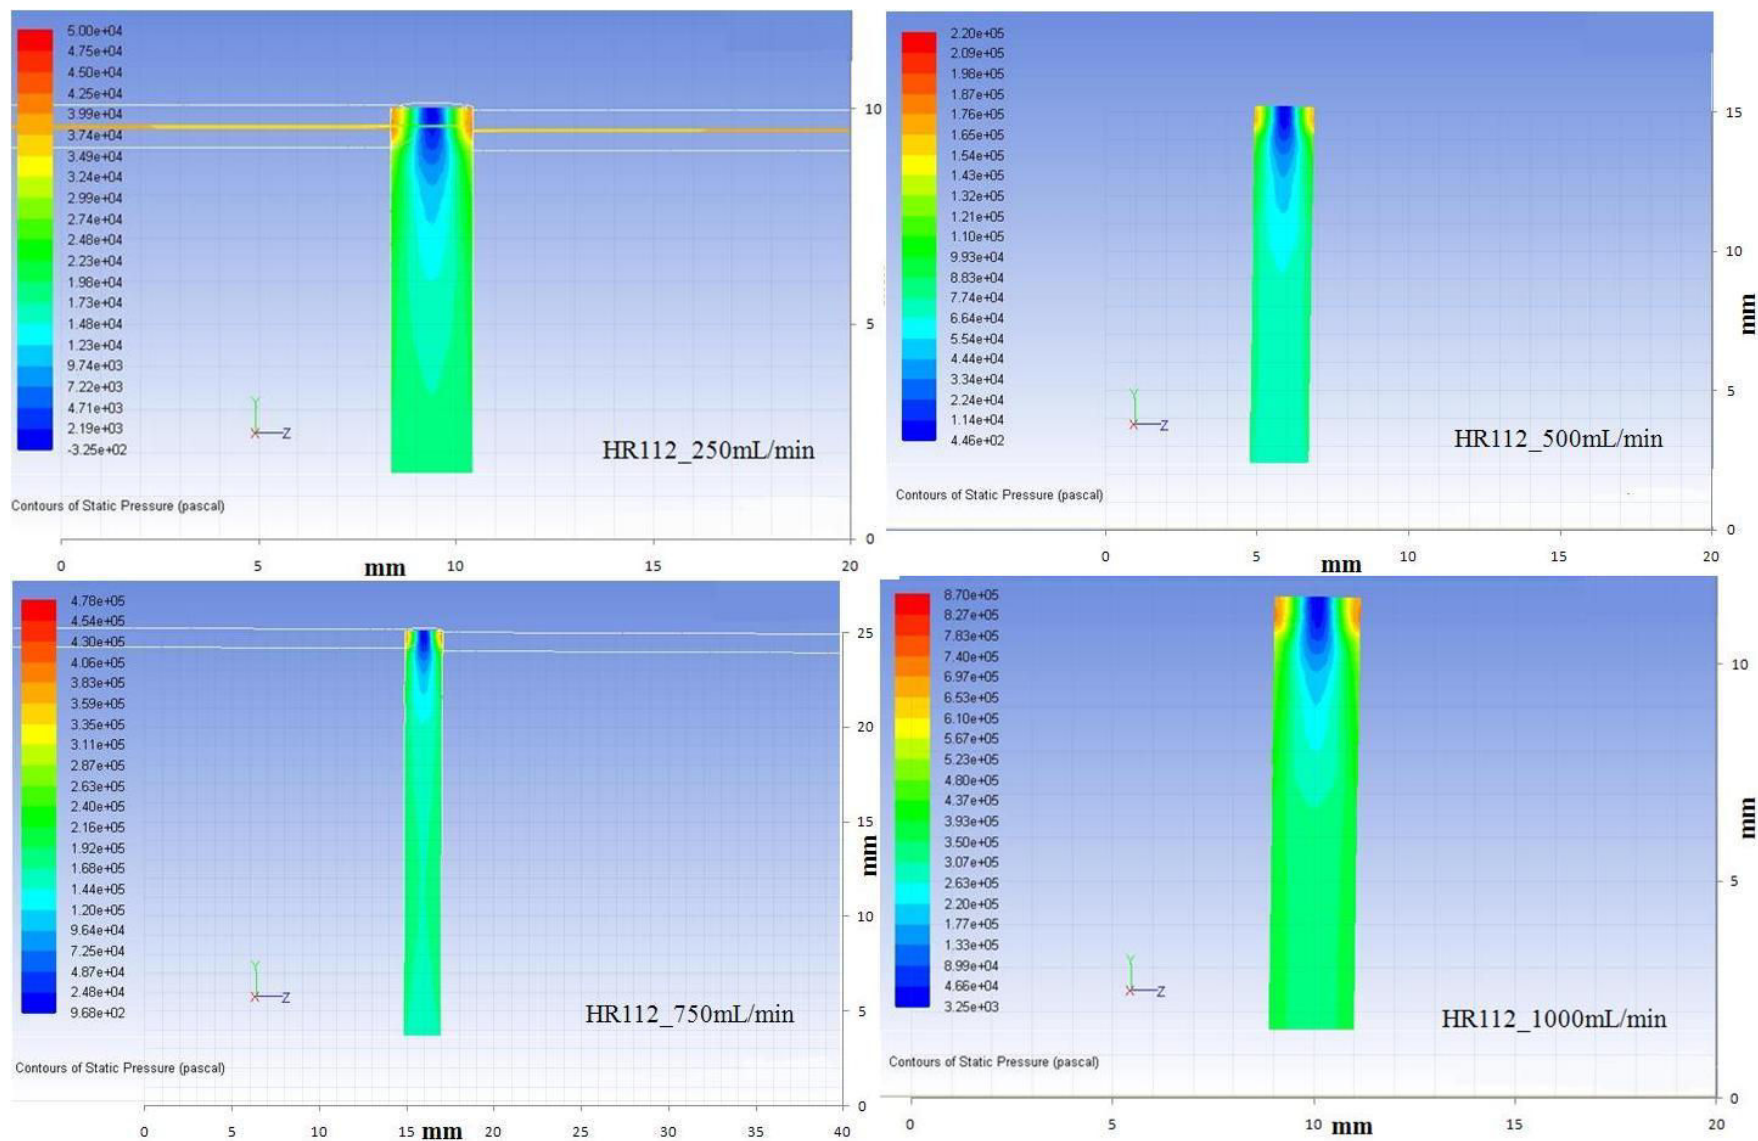 5.00e+04
4.75e+04
4.50e+04
4.25e+04
3.99e+04
3.74e+04
3.49e+04
3.24e+04
2.99e+04
2.74e+04
2.48e+04
2.23e+04
1.98e+04
1.73e+04
1.48e+04
1.23e+04
9.74e+03
7.22e+03
4.71e+03
2.19e+03
-3.25e+02
Y
X
Z
HR112_250mL/min
Contours of Static Pressure (pascal)
10
5
0
0 5 mm 10 15 20
2.20e+05
2.09e+05
1.98e+05
1.87e+05
1.76e+05
1.65e+05
1.54e+05
1.43e+05
1.32e+05
1.21e+05
1.10e+05
9.93e+04
8.83e+04
7.74e+04
6.64e+04
5.54e+04
4.44e+04
3.34e+04
2.24e+04
1.14e+04
4.46e+02
Y
X
Z
HR112_500mL/min
Contours of Static Pressure (pascal)
15
10
mm
5
0
0 5 mm 10 15 20
4.78e+05
4.54e+05
4.30e+05
4.06e+05
3.83e+05
3.59e+05
3.35e+05
3.11e+05
2.87e+05
2.63e+05
2.40e+05
2.16e+05
1.92e+05
1.68e+05
1.44e+05
1.20e+05
9.64e+04
7.25e+04
4.87e+04
2.48e+04
9.68e+02
Y
X
Z
HR112_750mL/min
Contours of Static Pressure (pascal)
25
20
15
mm
10
5
0
0 5 10 15 mm 20 25 30 35 40
8.70e+05
8.27e+05
7.83e+05
7.40e+05
6.97e+05
6.53e+05
6.10e+05
5.67e+05
5.23e+05
4.80e+05
4.37e+05
3.93e+05
3.50e+05
3.07e+05
2.63e+05
2.20e+05
1.77e+05
1.33e+05
8.99e+04
4.66e+04
3.25e+03
Y
X
Z
HR112_1000mL/min
Contours of Static Pressure (pascal)
10
mm
5
0
0 5 10 mm 15 20